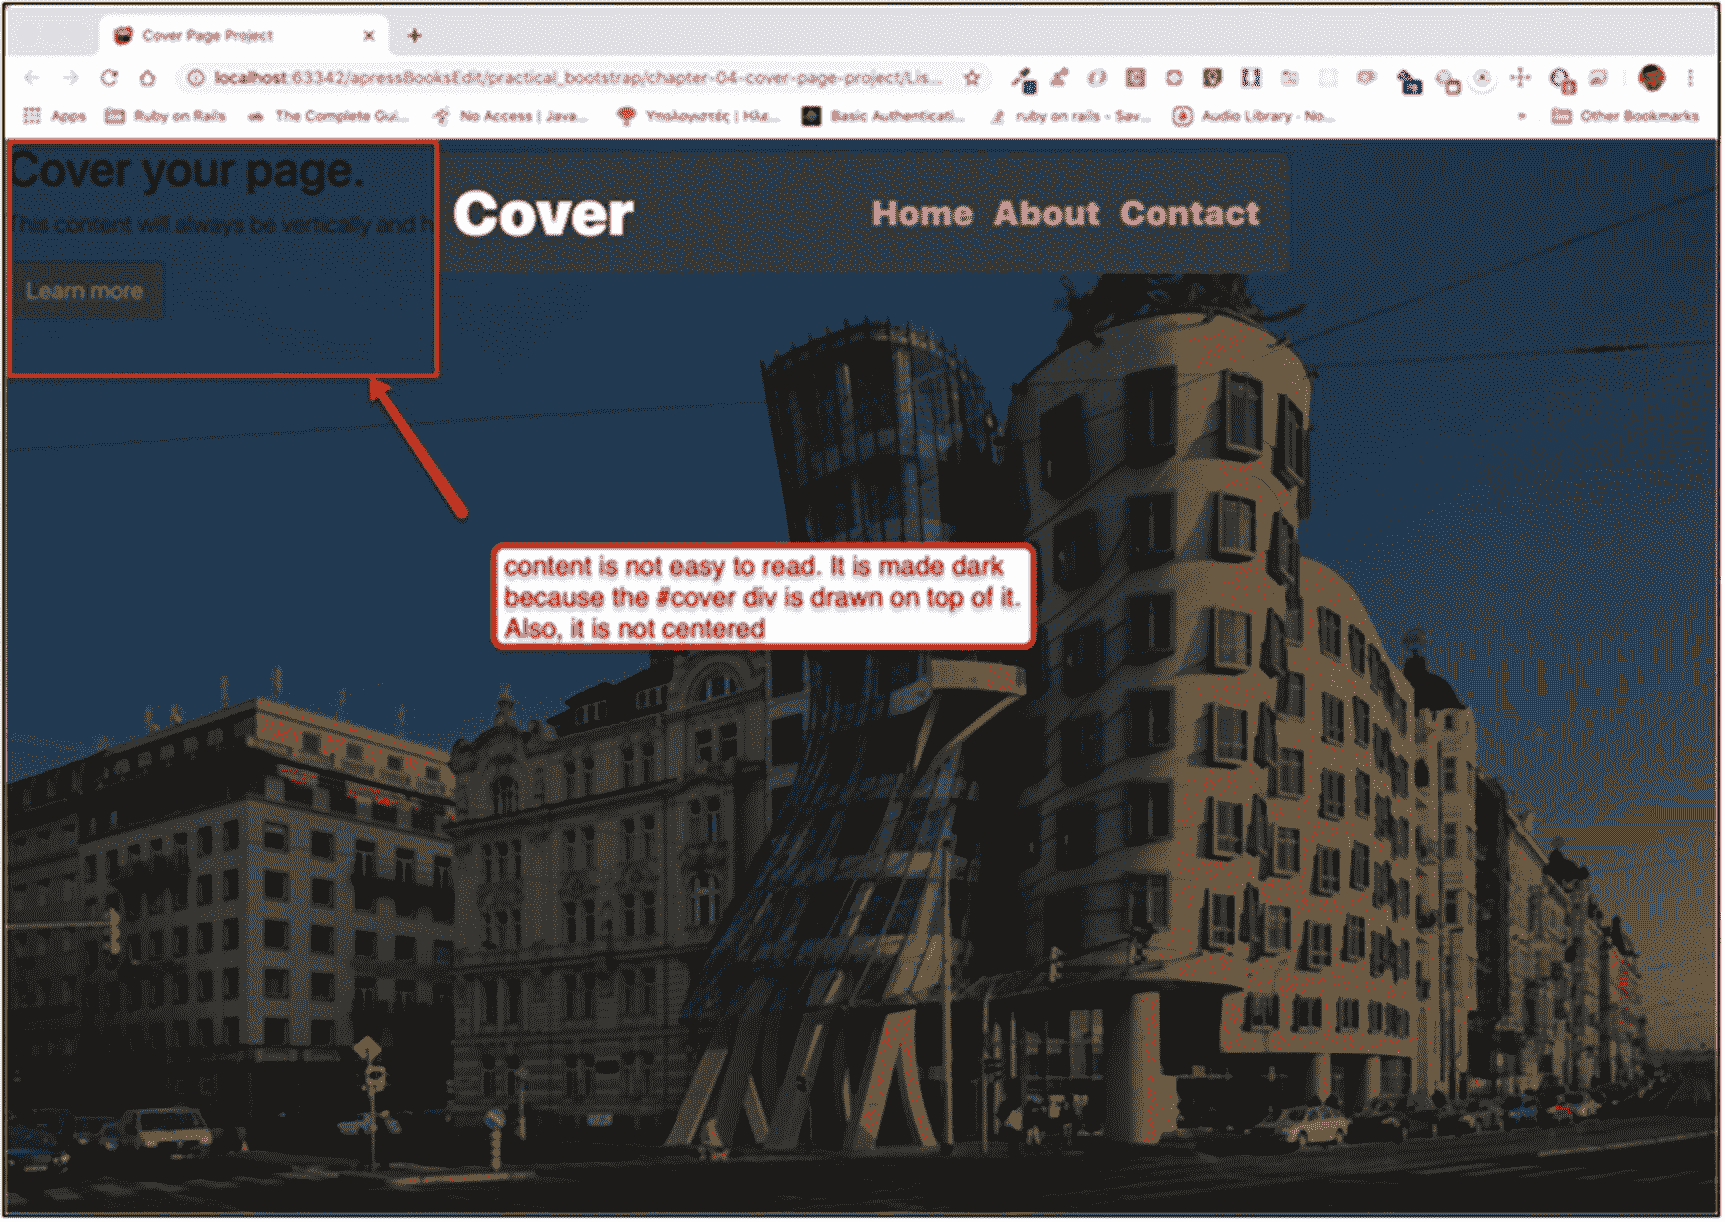 Cover Page Project
localhost:63342/apressBooksEdit/practical_bootstrap/chapter-04-cover-page-project/Lis...
Apps Ruby on Rails The Complete Gui... No Access | Java... Υπολογιστές | Ηλε... Basic Authenticati... ruby on rails - Sav... Audio Library - No... » Other Bookmarks
Cover your page.
This content will always be vertically and h
Learn more
Cover Home About Contact
content is not easy to read. It is made dark
because the #cover div is drawn on top of it.
Also, it is not centered